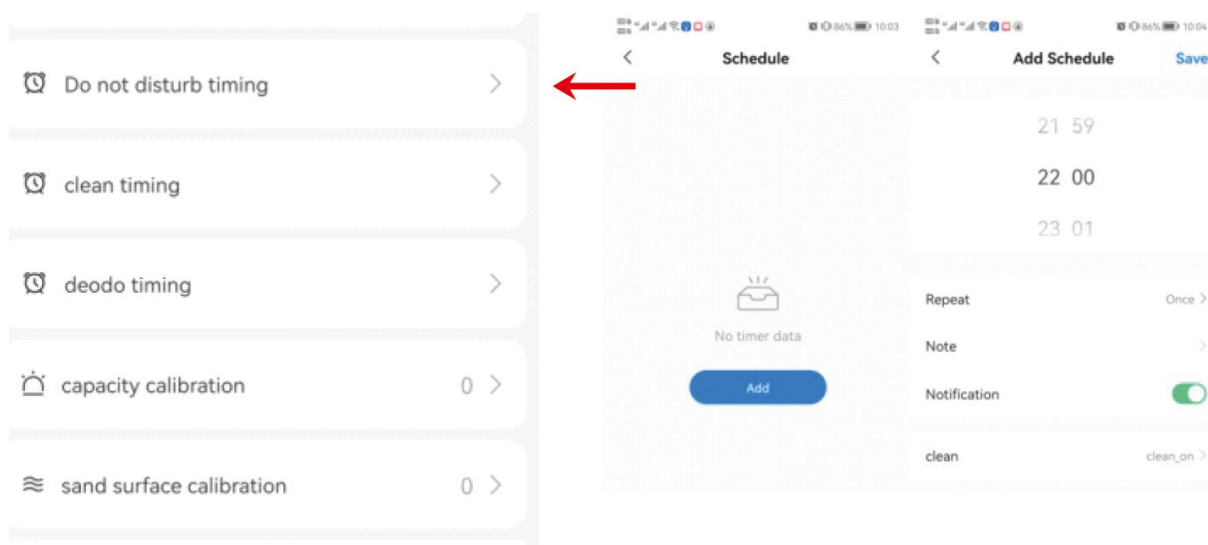 Do not disturb timing
clean timing
deodo timing
capacity calibration 0
sand surface calibration 0
86% 10:03
Schedule
No timer data
Add
86% 10:04
Add Schedule Save
21 59
22 00
23 01
Repeat Once
Note
Notification
clean clean_on